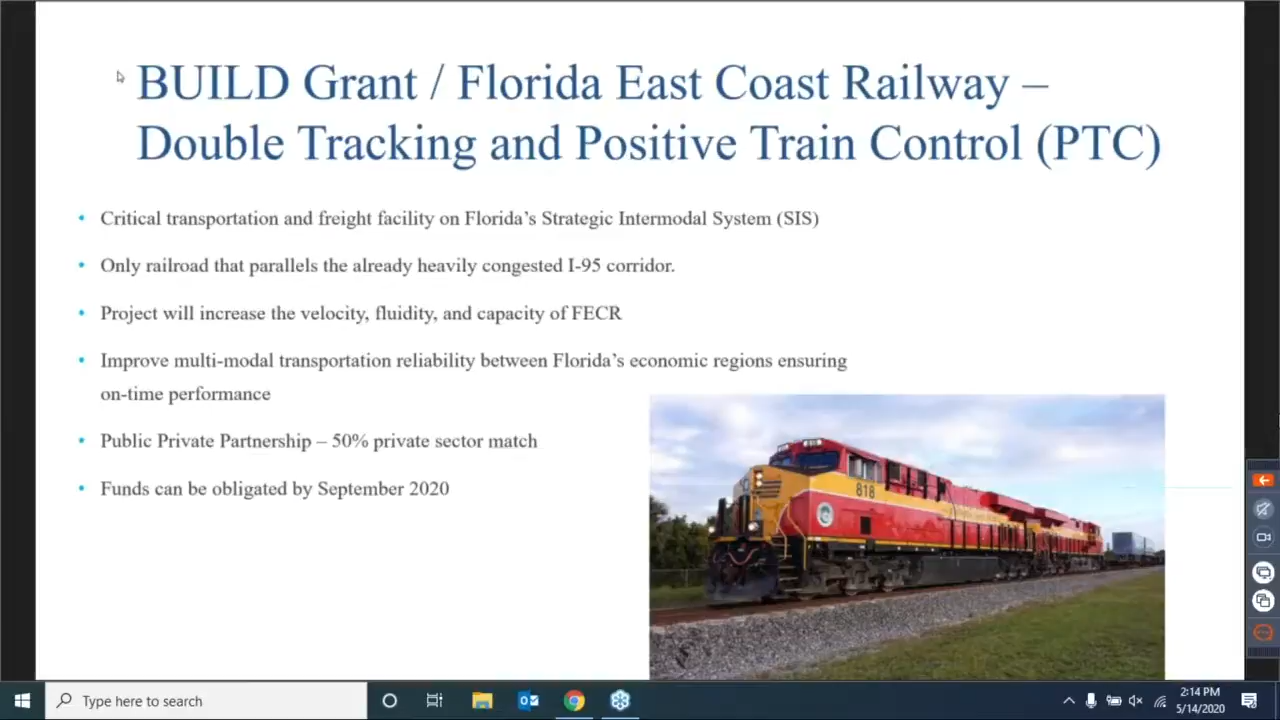 BUILD Grant / Florida East Coast Railway –
Double Tracking and Positive Train Control (PTC)
• Critical transportation and freight facility on Florida’s Strategic Intermodal System (SIS)
• Only railroad that parallels the already heavily congested I-95 corridor.
• Project will increase the velocity, fluidity, and capacity of FECR
• Improve multi-modal transportation reliability between Florida’s economic regions ensuring
on-time performance
• Public Private Partnership – 50% private sector match
• Funds can be obligated by September 2020
818
Type here to search
2:14 PM
5/14/2020